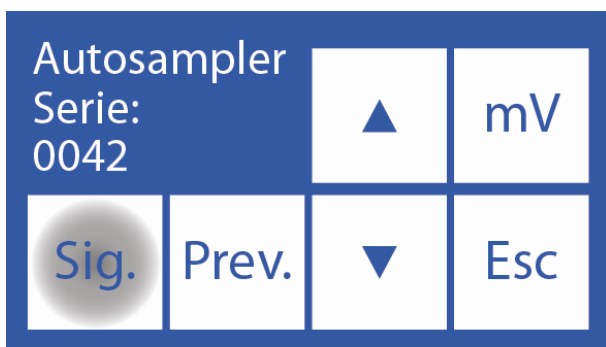 Autosampler
Serie:
0042
▲
mV
Sig.
Prev.
▼
Esc